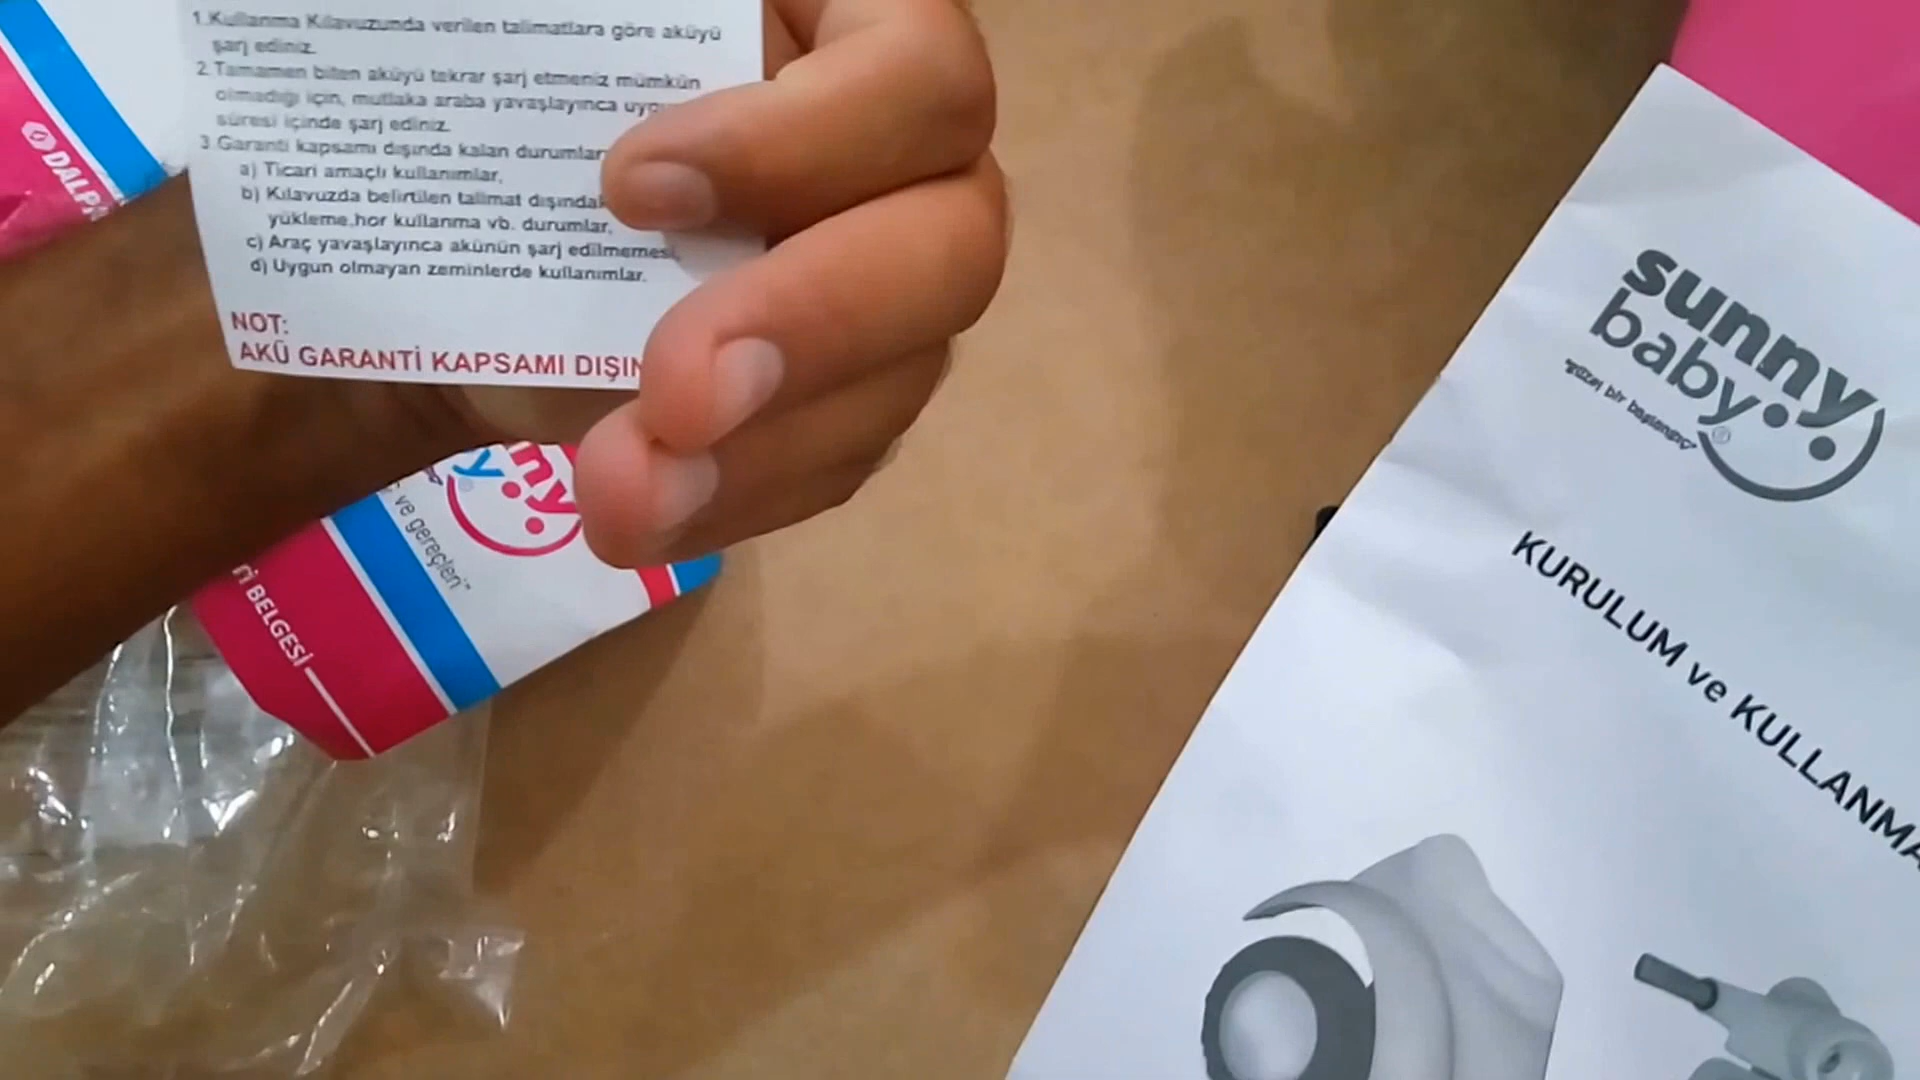 1.Kullanma Kılavuzunda verilen talimatlara göre aküyü
şarj ediniz.
2.Tamamen biten aküyü tekrar şarj etmeniz mümkün
olmadığı için, mutlaka araba yavaşlayınca
süresi içinde şarj ediniz.
3.Garanti kapsamı dışında kalan durumlar
a) Ticari amaçlı kullanımlar,
b) Kılavuzda belirtilen talimat
yükleme,hor kullanma vb. durumlar,
c) Araç yavaşlayınca akünün şarj edilmemesi,
d) Uygun olmayan zeminlerde kullanımlar.
NOT:
AKÜ GARANTİ KAPSAMI
ve gereçleri"
BELGESİ
sunny
baby
"güzel bir başlangıç"
KURULUM ve